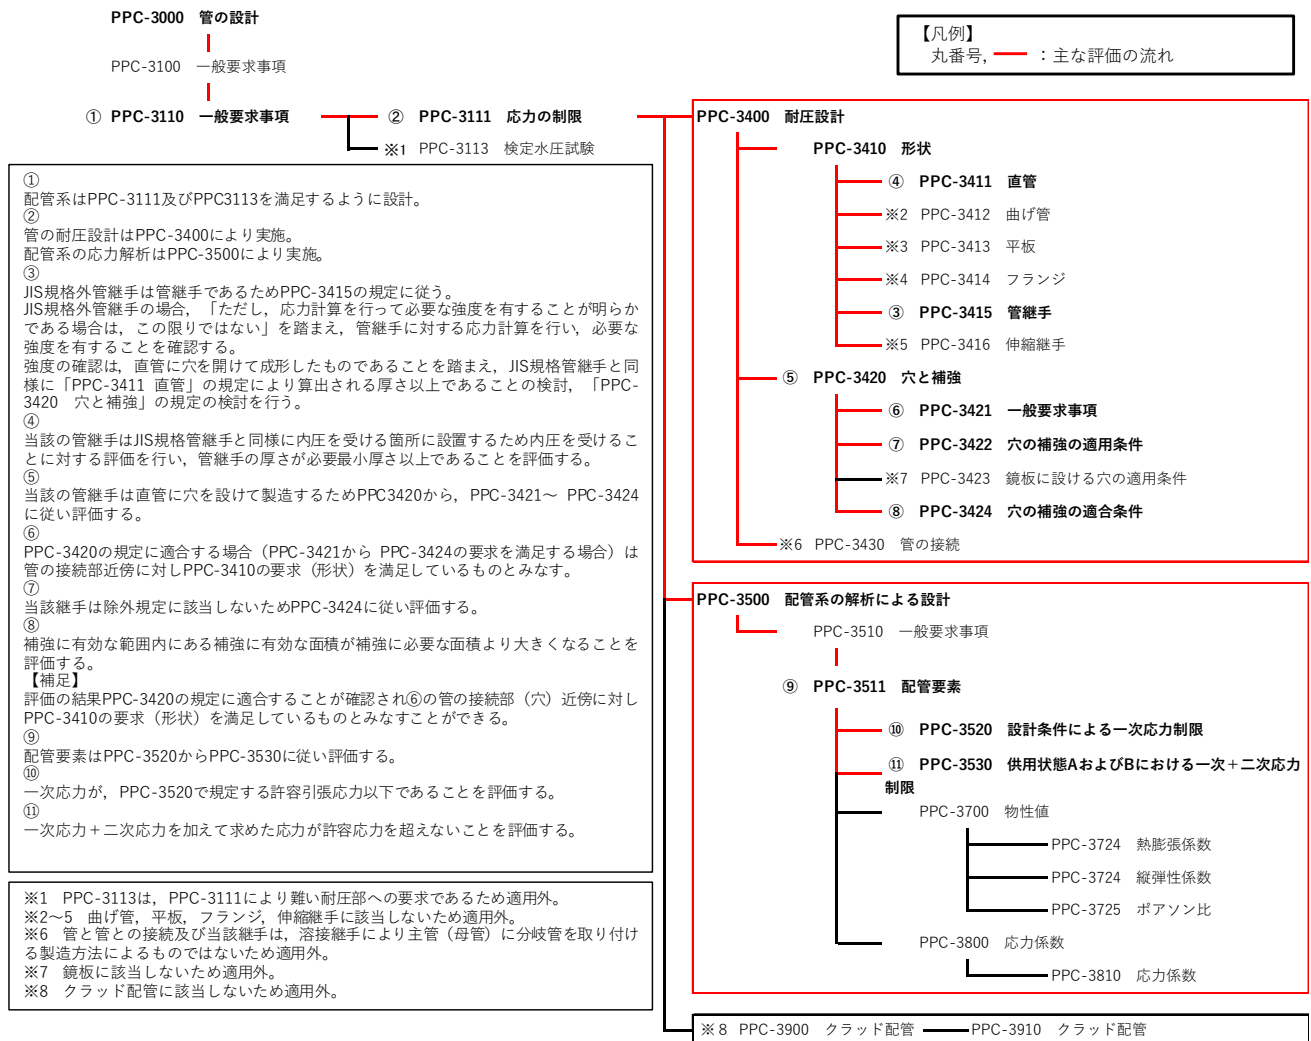 PPC-3000　管の設計
PPC-3100　一般要求事項
① PPC-3110　一般要求事項
②　PPC-3111　応力の制限
※1　PPC-3113　検定水圧試験
【凡例】
丸番号, ：主な評価の流れ
①
配管系はPPC-3111及びPPC3113を満足するように設計。
②
管の耐圧設計はPPC-3400により実施。
配管系の応力解析はPPC-3500により実施。
③
JIS規格外管継手は管継手であるためPPC-3415の規定に従う。
JIS規格外管継手の場合，「ただし，応力計算を行って必要な強度を有することが明らか
である場合は，この限りではない」を踏まえ，管継手に対する応力計算を行い，必要な
強度を有することを確認する。
強度の確認は，直管に穴を開けて成形したものであることを踏まえ，JIS規格管継手と同
様に「PPC-3411 直管」の規定により算出される厚さ以上であることの検討，「PPC-
3420　穴と補強」の規定の検討を行う。
④
当該の管継手はJIS規格管継手と同様に内圧を受ける箇所に設置するため内圧を受けるこ
とに対する評価を行い，管継手の厚さが必要最小厚さ以上であることを評価する。
⑤
当該の管継手は直管に穴を設けて製造するためPPC3420から，PPC-3421～ PPC-3424
に従い評価する。
⑥
PPC-3420の規定に適合する場合（PPC-3421から PPC-3424の要求を満足する場合）は
管の接続部近傍に対しPPC-3410の要求（形状）を満足しているものとみなす。
⑦
当該継手は除外規定に該当しないためPPC-3424に従い評価する。
⑧
補強に有効な範囲内にある補強に有効な面積が補強に必要な面積より大きくなることを
評価する。
【補足】
評価の結果PPC-3420の規定に適合することが確認され⑥の管の接続部（穴）近傍に対し
PPC-3410の要求（形状）を満足しているものとみなすことができる。
⑨
配管要素はPPC-3520からPPC-3530に従い評価する。
⑩
一次応力が，PPC-3520で規定する許容引張応力以下であることを評価する。
⑪
一次応力＋二次応力を加えて求めた応力が許容応力を超えないことを評価する。
※1　PPC-3113は，PPC-3111により難い耐圧部への要求であるため適用外。
※2～5　曲げ管，平板，フランジ，伸縮継手に該当しないため適用外。
※6　管と管との接続及び当該継手は，溶接継手により主管（母管）に分岐管を取り付け
る製造方法によるものではないため適用外。
※7　鏡板に該当しないため適用外。
※8　クラッド配管に該当しないため適用外。
PPC-3400　耐圧設計
PPC-3410　形状
④　PPC-3411　直管
※2　PPC-3412　曲げ管
※3　PPC-3413　平板
※4　PPC-3414　フランジ
③　PPC-3415　管継手
※5　PPC-3416　伸縮継手
⑤　PPC-3420　穴と補強
⑥　PPC-3421　一般要求事項
⑦　PPC-3422　穴の補強の適用条件
※7　PPC-3423　鏡板に設ける穴の適用条件
⑧　PPC-3424　穴の補強の適合条件
※6　PPC-3430　管の接続
PPC-3500　配管系の解析による設計
PPC-3510　一般要求事項
⑨　PPC-3511　配管要素
⑩　PPC-3520　設計条件による一次応力制限
⑪　PPC-3530　供用状態AおよびBにおける一次＋二次応力
制限
PPC-3700　物性値
PPC-3724　熱膨張係数
PPC-3724　縦弾性係数
PPC-3725　ポアソン比
PPC-3800　応力係数
PPC-3810　応力係数
※８　PPC-3900　クラッド配管
PPC-3910　クラッド配管